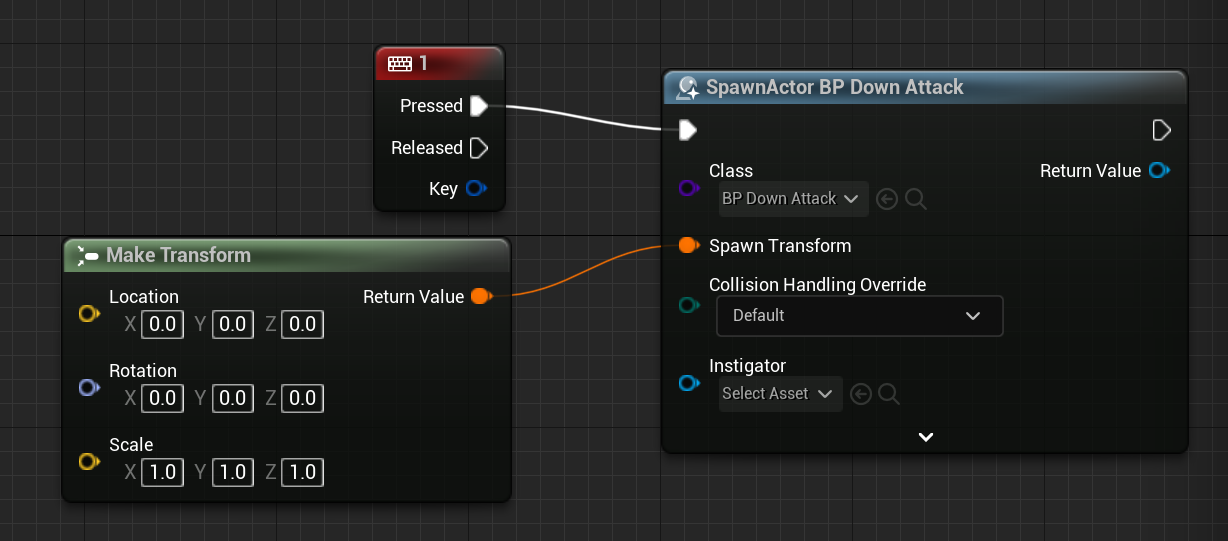 1
Pressed
Released
Key
SpawnActor BP Down Attack
Class
BP Down Attack
Return Value
Spawn Transform
Collision Handling Override
Default
Instigator
Select Asset
Make Transform
Location
Return Value
X 0.0 Y 0.0 Z 0.0
Rotation
X 0.0 Y 0.0 Z 0.0
Scale
X 1.0 Y 1.0 Z 1.0